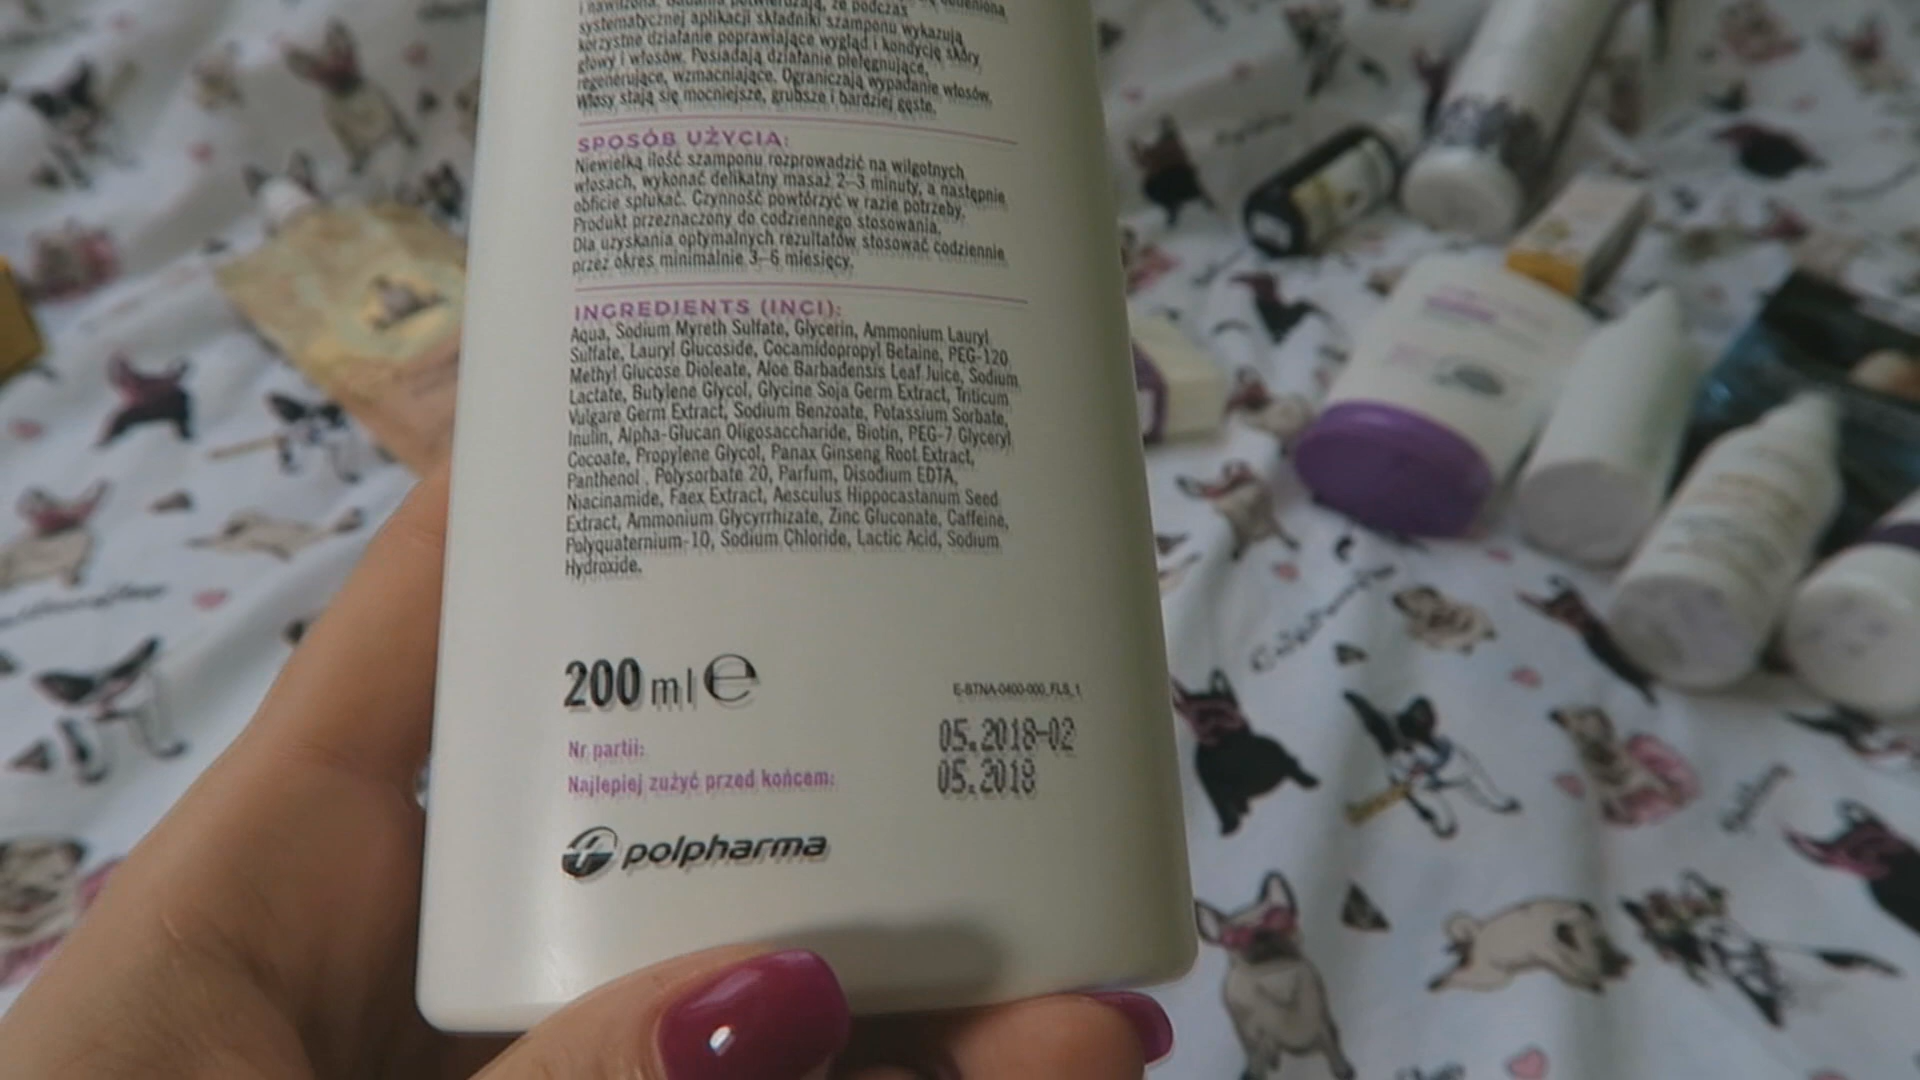 i nawilżona. Badania potwierdzają, że podczas
systematycznej aplikacji składniki szamponu wykazują
korzystne działanie poprawiające wygląd i kondycję skóry
głowy i włosów. Posiadają działanie pielęgnujące,
regenerujące, wzmacniające. Ograniczają wypadanie włosów.
Włosy stają się mocniejsze, grubsze i bardziej gęste.
SPOSÓB UŻYCIA:
Niewielką ilość szamponu rozprowadzić na wilgotnych
włosach, wykonać delikatny masaż 2–3 minuty, a następnie
obficie spłukać. Czynność powtórzyć w razie potrzeby.
Produkt przeznaczony do codziennego stosowania.
Dla uzyskania optymalnych rezultatów stosować codziennie
przez okres minimalnie 3–6 miesięcy.
INGREDIENTS (INCI):
Aqua, Sodium Myreth Sulfate, Glycerin, Ammonium Lauryl
Sulfate, Lauryl Glucoside, Cocamidopropyl Betaine, PEG-120
Methyl Glucose Dioleate, Aloe Barbadensis Leaf Juice, Sodium
Lactate, Butylene Glycol, Glycine Soja Germ Extract, Triticum
Vulgare Germ Extract, Sodium Benzoate, Potassium Sorbate,
Inulin, Alpha-Glucan Oligosaccharide, Biotin, PEG-7 Glyceryl
Cocoate, Propylene Glycol, Panax Ginseng Root Extract,
Panthenol , Polysorbate 20, Parfum, Disodium EDTA,
Niacinamide, Faex Extract, Aesculus Hippocastanum Seed
Extract, Ammonium Glycyrrhizate, Zinc Gluconate, Caffeine,
Polyquaternium-10, Sodium Chloride, Lactic Acid, Sodium
Hydroxide.
200 ml e
E-BTNA-0400-000_FLS_1
Nr partii: 05.2018-02
Najlepiej zużyć przed końcem: 05.2018
polpharma